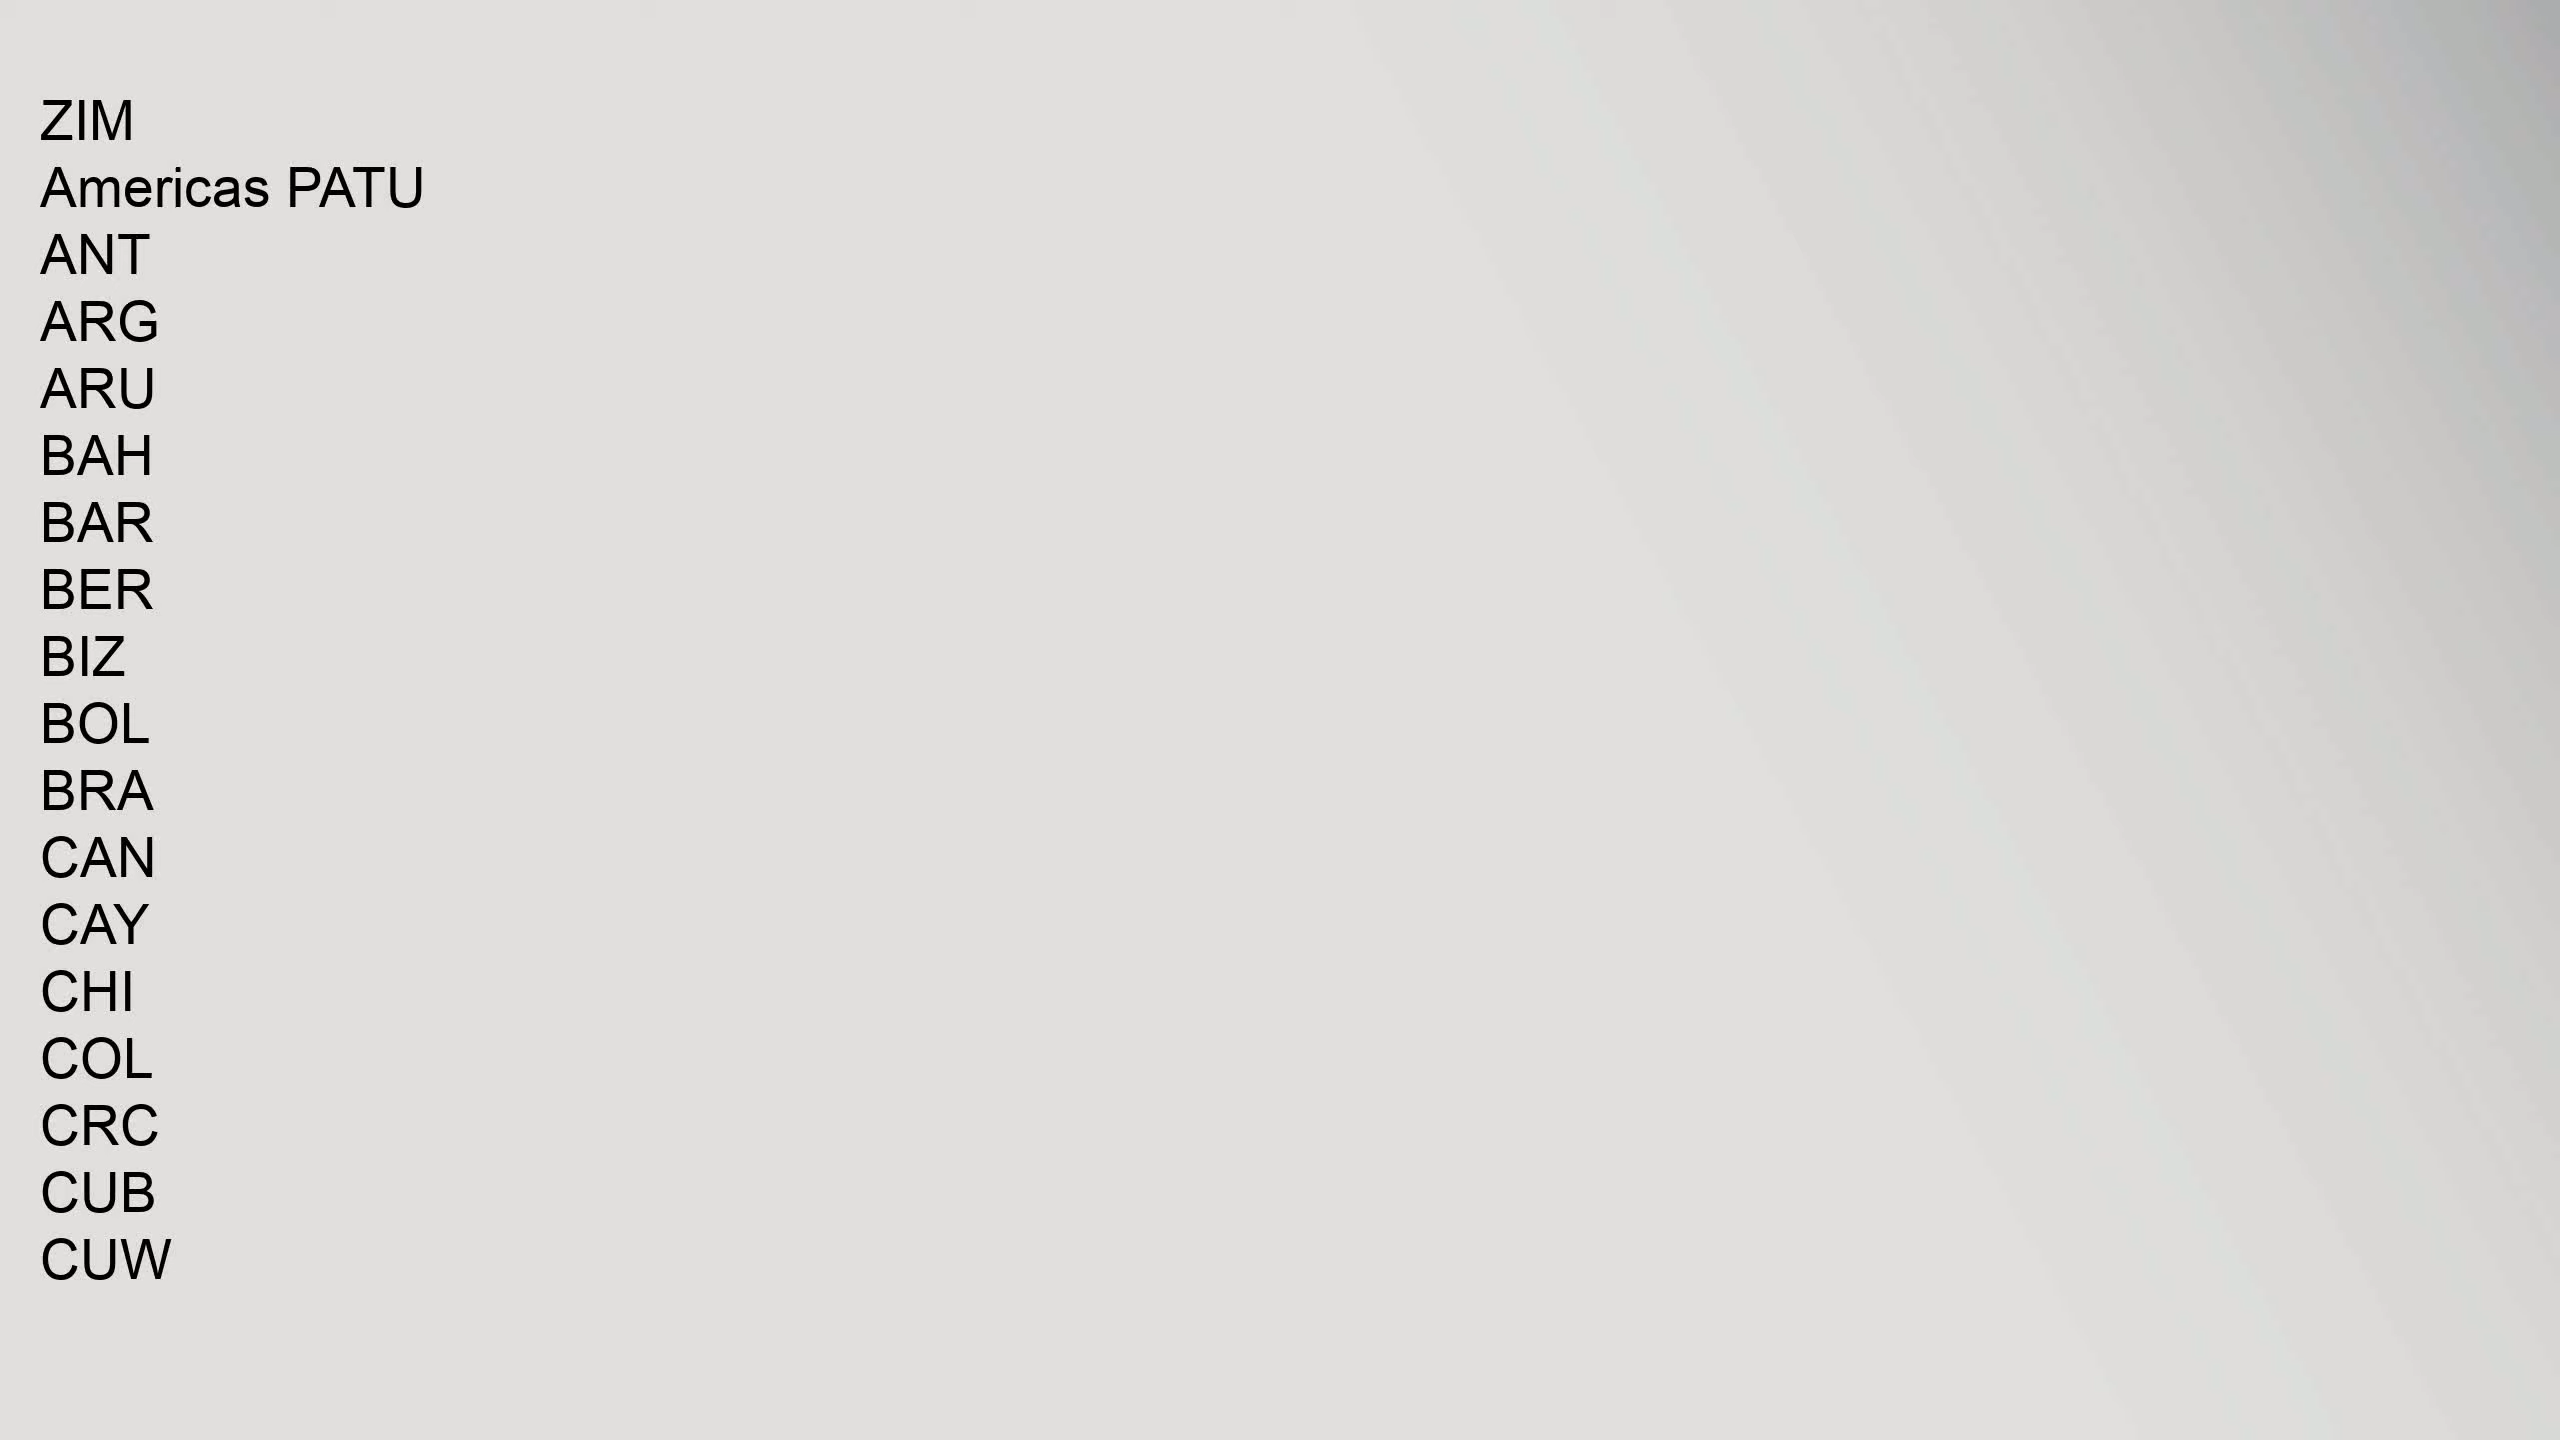 ZIM
Americas PATU
ANT
ARG
ARU
BAH
BAR
BER
BIZ
BOL
BRA
CAN
CAY
CHI
COL
CRC
CUB
CUW